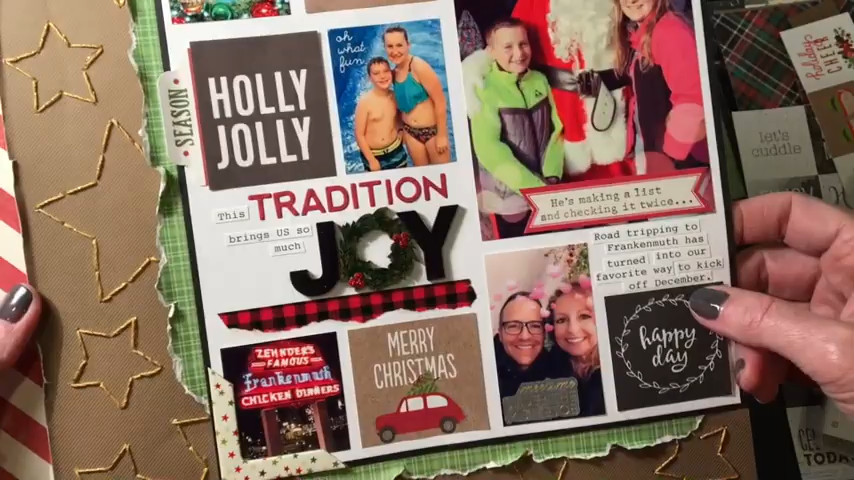 SEASON
HOLLY
JOLLY
oh
what
fun
He's making a list
and checking it twice...
This TRADITION
brings US so
much
JOY
Road tripping to
Frankenmuth has
turned into our
favorite way to kick
off December.
ZEHNDER'S
FAMOUS
Frankenmuth
CHICKEN DINNERS
MERRY
CHRISTMAS
happy
day
holiday
CHEER
let's
cuddle
TODAY